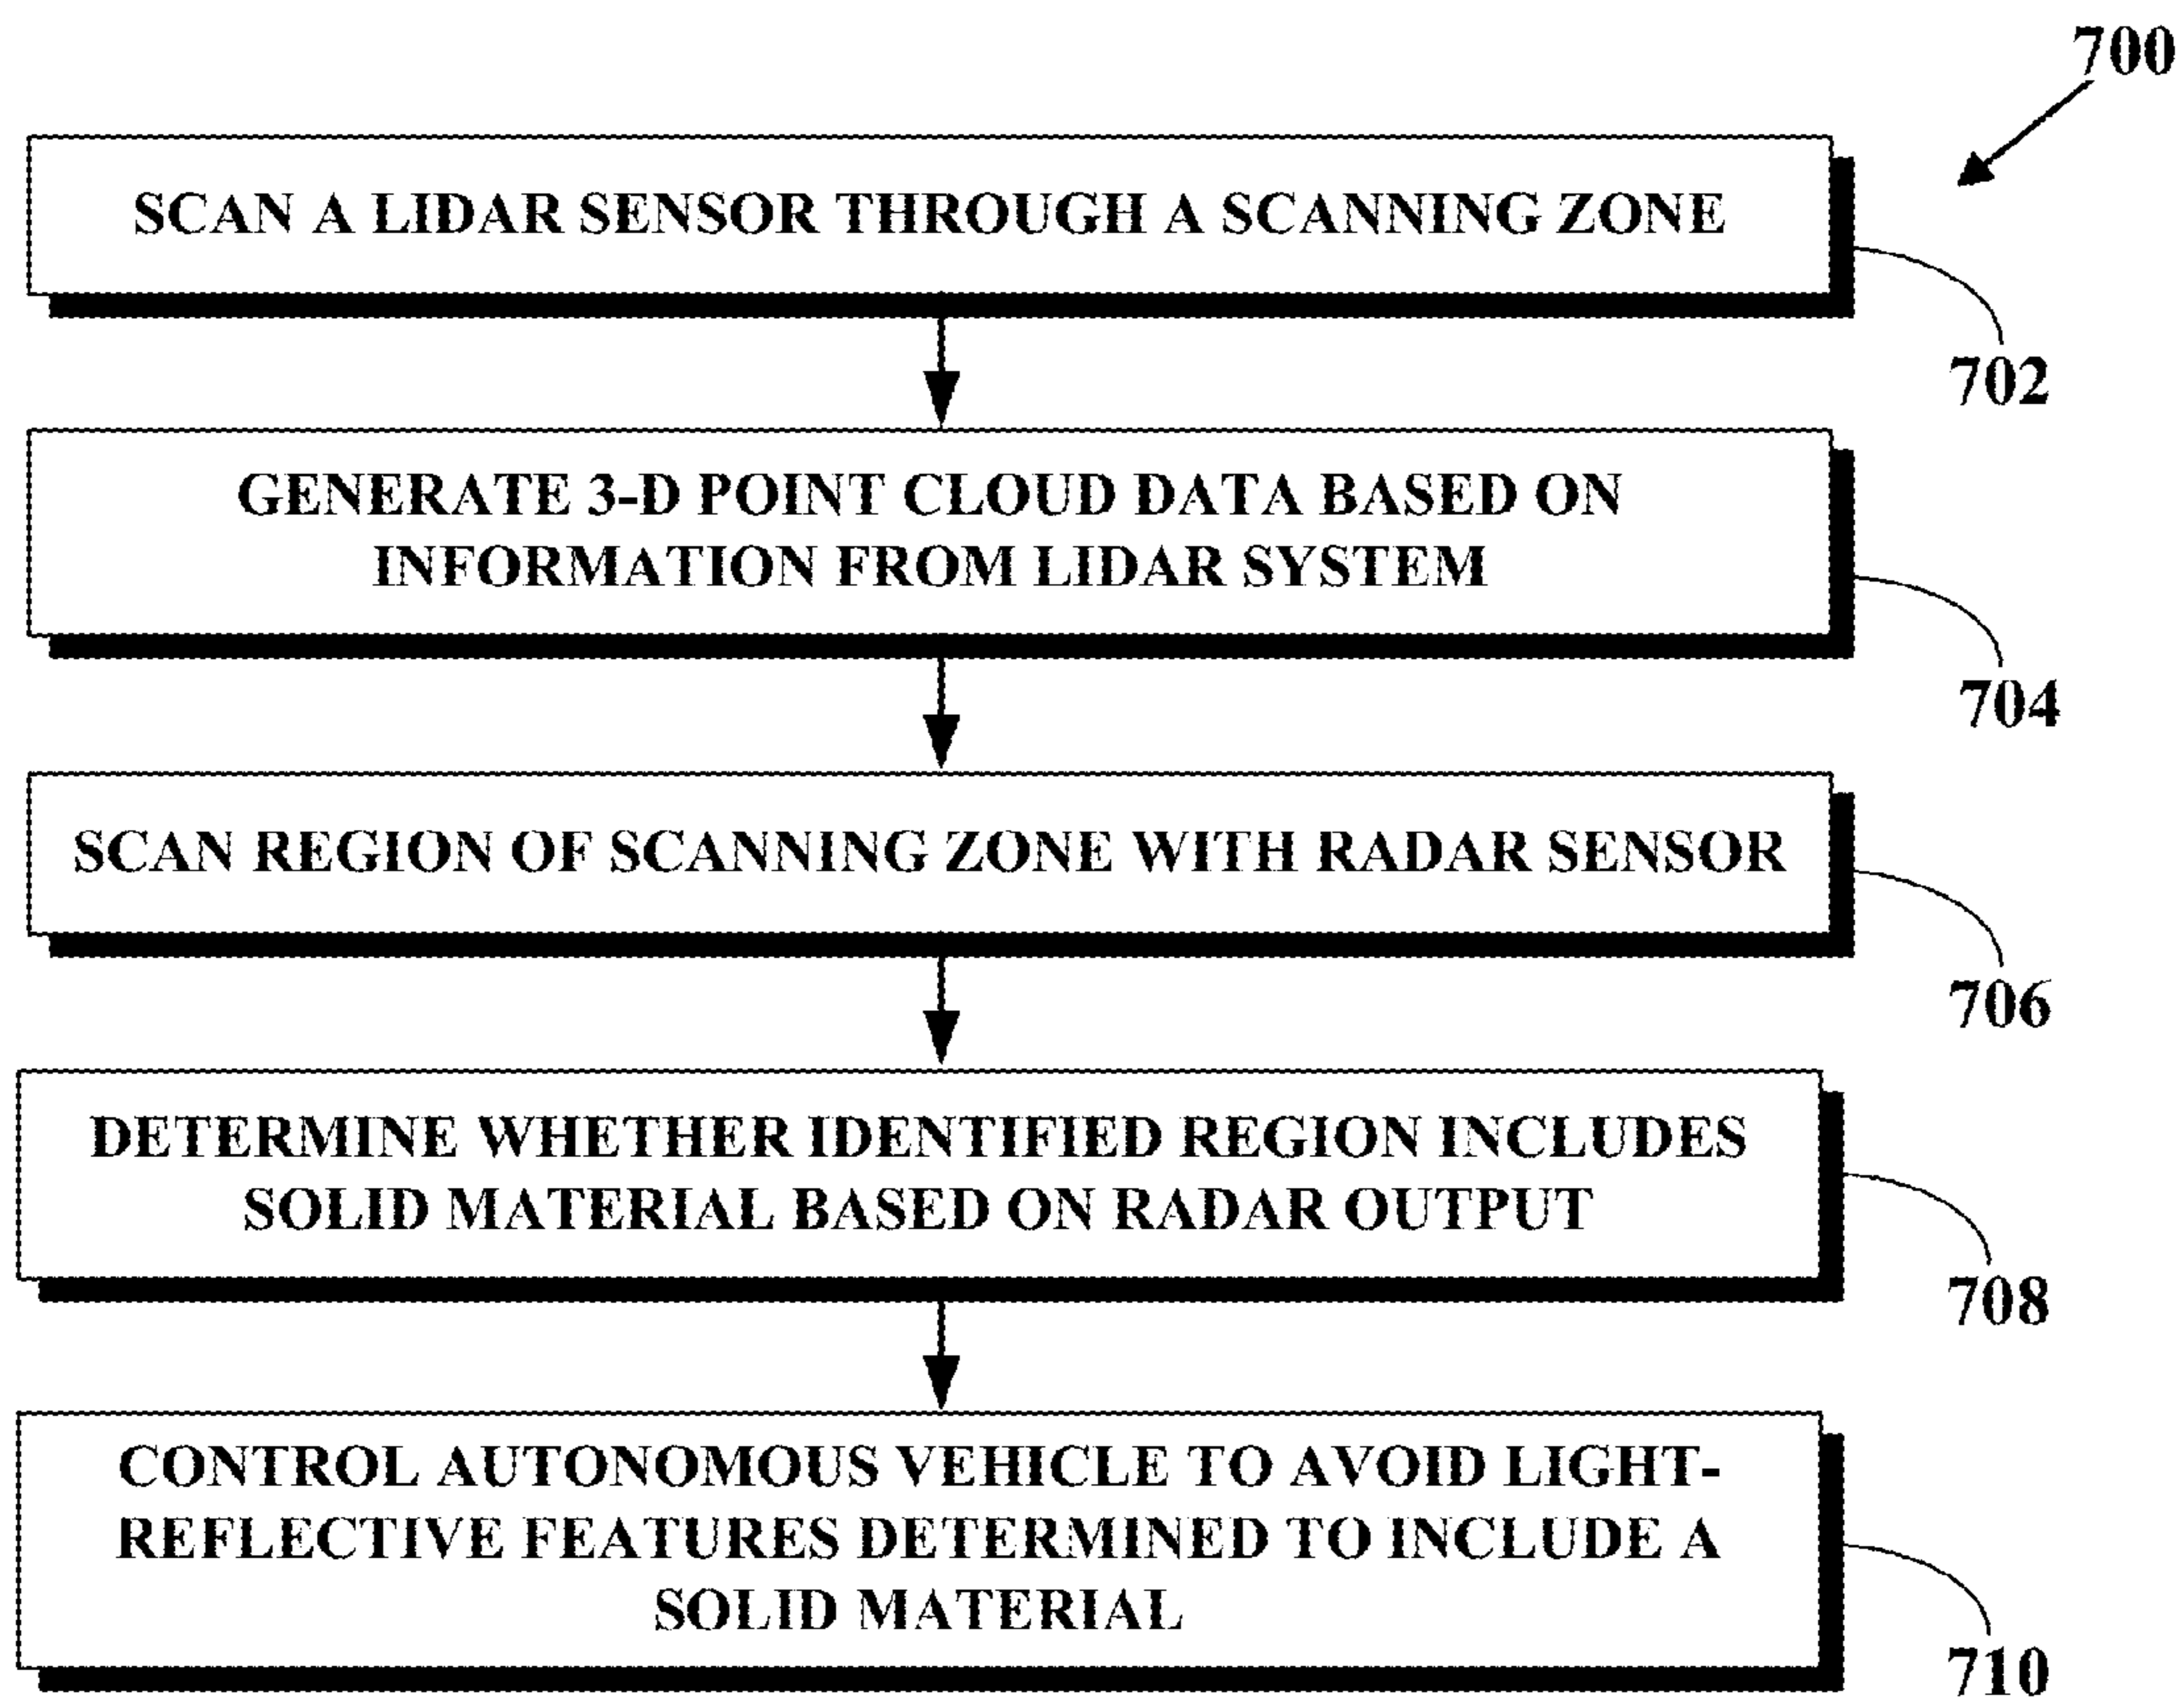 700
SCAN A LIDAR SENSOR THROUGH A SCANNING ZONE
702
GENERATE 3-D POINT CLOUD DATA BASED ON
INFORMATION FROM LIDAR SYSTEM
704
SCAN REGION OF SCANNING ZONE WITH RADAR SENSOR
706
DETERMINE WHETHER IDENTIFIED REGION INCLUDES
SOLID MATERIAL BASED ON RADAR OUTPUT
708
CONTROL AUTONOMOUS VEHICLE TO AVOID LIGHT-
REFLECTIVE FEATURES DETERMINED TO INCLUDE A
SOLID MATERIAL
710